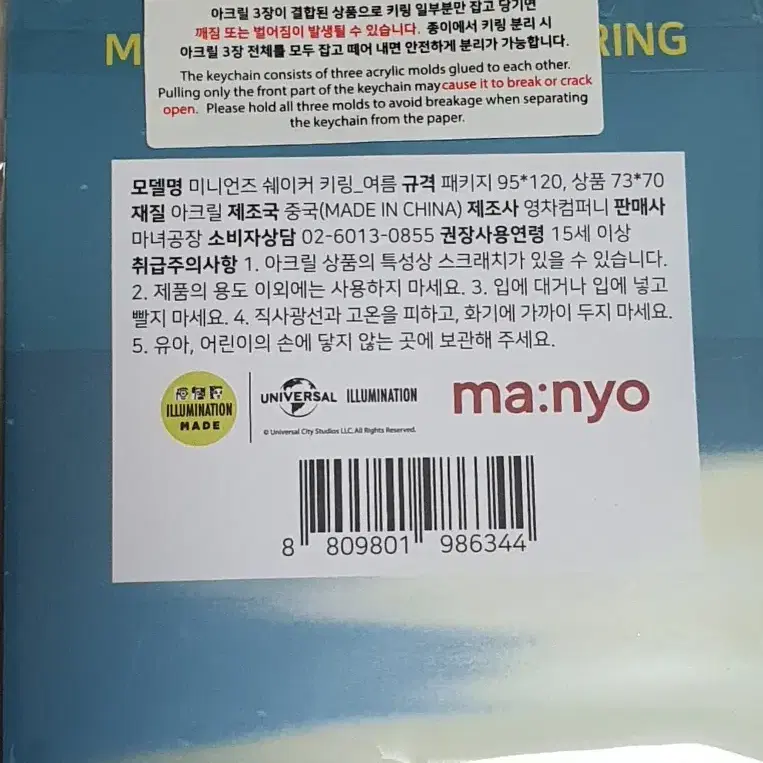 아크릴 3장이 결합된 상품으로 키링 일부분만 잡고 당기면
깨짐 또는 벌어짐이 발생될 수 있습니다. 종이에서 키링 분리 시
아크릴 3장 전체를 모두 잡고 떼어 내면 안전하게 분리가 가능합니다.
M RING
The keychain consists of three acrylic molds glued to each other.
Pulling only the front part of the keychain may cause it to break or crack
open. Please hold all three molds to avoid breakage when separating
the keychain from the paper.
모델명 미니언즈 쉐이커 키링_여름 규격 패키지 95*120, 상품 73*70
재질 아크릴 제조국 중국(MADE IN CHINA) 제조사 영차컴퍼니 판매사
마녀공장 소비자상담 02-6013-0855 권장사용연령 15세 이상
취급주의사항 1. 아크릴 상품의 특성상 스크래치가 있을 수 있습니다.
2. 제품의 용도 이외에는 사용하지 마세요. 3. 입에 대거나 입에 넣고
빨지 마세요. 4. 직사광선과 고온을 피하고, 화기에 가까이 두지 마세요.
5. 유아, 어린이의 손에 닿지 않는 곳에 보관해 주세요.
ILLUMINATION
MADE
UNIVERSAL ILLUMINATION
© Universal City Studios LLC. All Rights Reserved.
ma:nyo
8 809801 986344